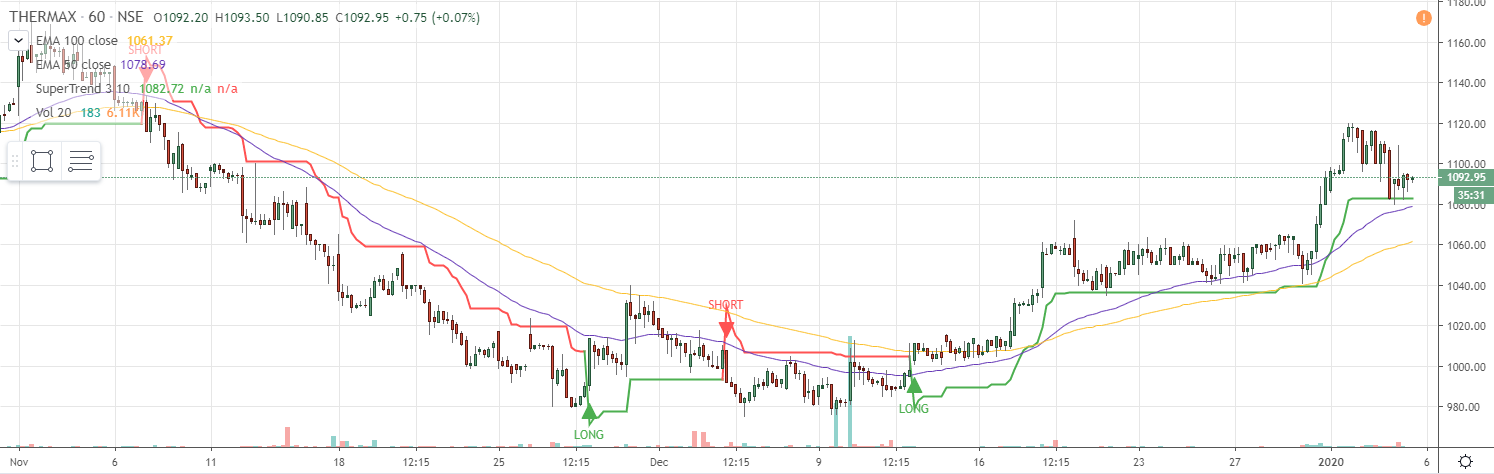 THERMAX · 60 · NSE O1092.20 H1093.50 L1090.85 C1092.95 +0.75 (+0.07%)
EMA 100 close 1061.37
SHORT
EMA 50 close 1078.69
SuperTrend 3 10 1082.72 n/a n/a
Vol 20 183 6.11K
SHORT
LONG
LONG
1180.00
1160.00
1140.00
1120.00
1100.00
1092.95
35:31
1080.00
1060.00
1040.00
1020.00
1000.00
980.00
Nov 6 11 18 12:15 25 12:15 Dec 12:15 9 12:15 16 12:15 23 27 2020 6